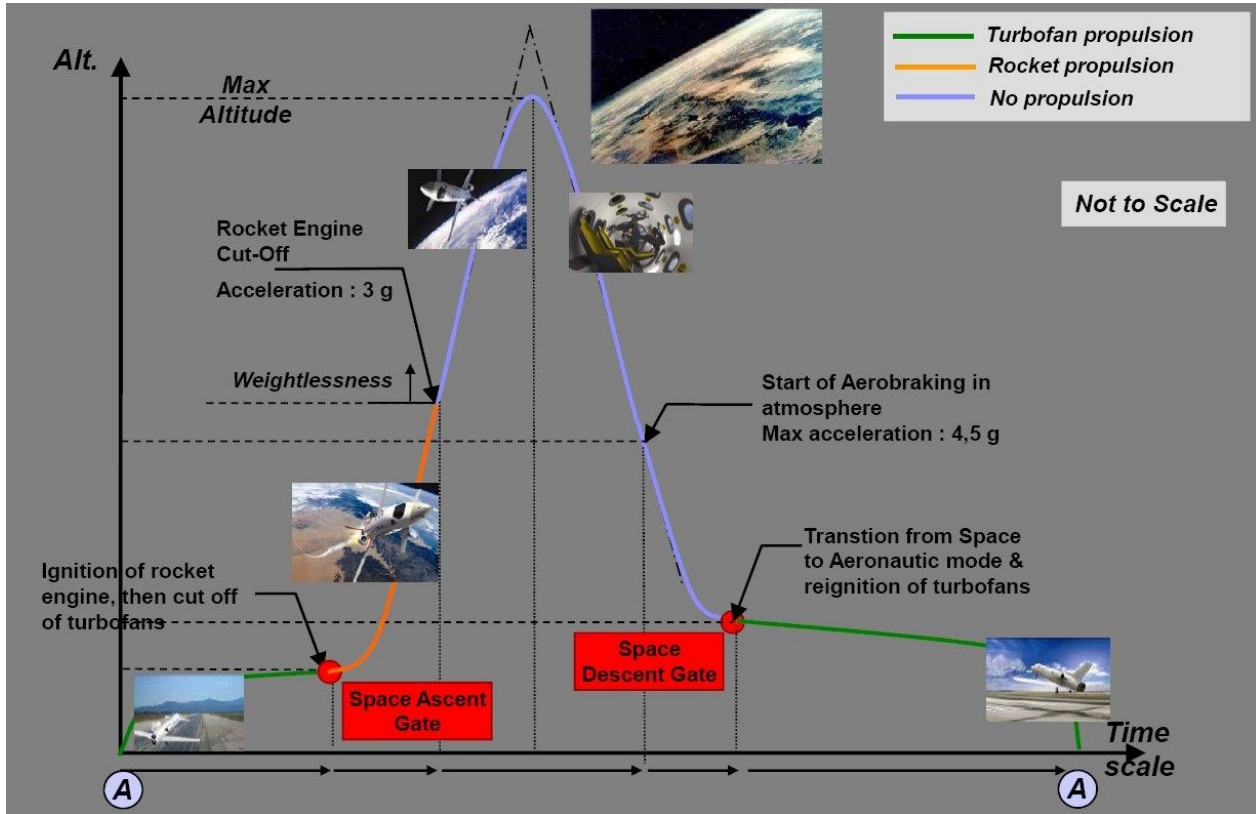 Alt.
Max
Altitude
Turbofan propulsion
Rocket propulsion
No propulsion
Not to Scale
Rocket Engine
Cut-Off
Acceleration : 3 g
Weightlessness
Start of Aerobraking in
atmosphere
Max acceleration : 4,5 g
Ignition of rocket
engine, then cut off
of turbofans
Transtion from Space
to Aeronautic mode &
reignition of turbofans
Space Ascent
Gate
Space
Descent Gate
Time
scale
A
A